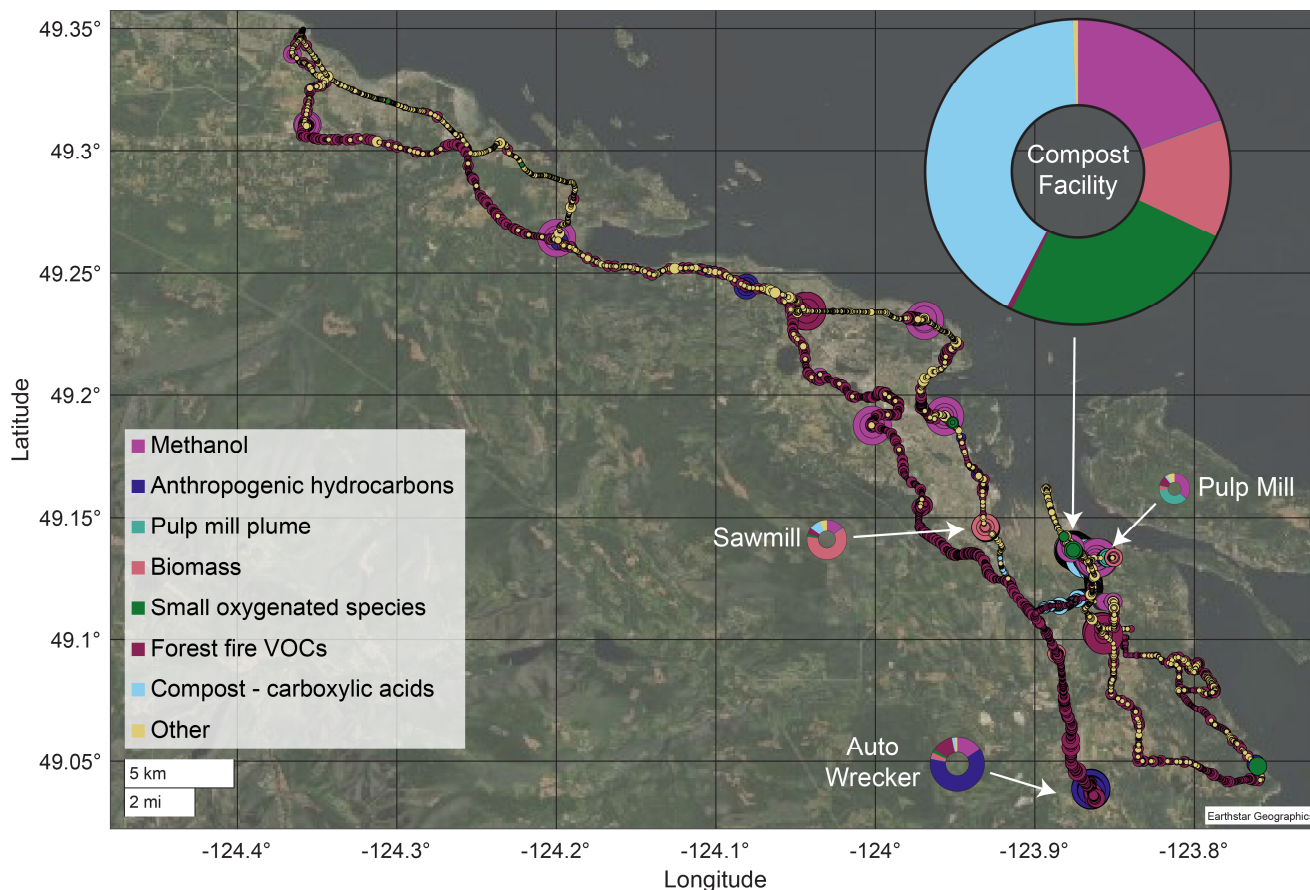 49.35°
49.3°
49.25°
49.2°
49.15°
49.1°
49.05°
Latitude
Compost
Facility
Methanol
Anthropogenic hydrocarbons
Pulp mill plume
Biomass
Small oxygenated species
Forest fire VOCs
Compost - carboxylic acids
Other
Pulp Mill
Sawmill
Auto
Wrecker
5 km
2 mi
Earthstar Geographics
-124.4°
-124.3°
-124.2°
-124.1°
-124°
-123.9°
-123.8°
Longitude